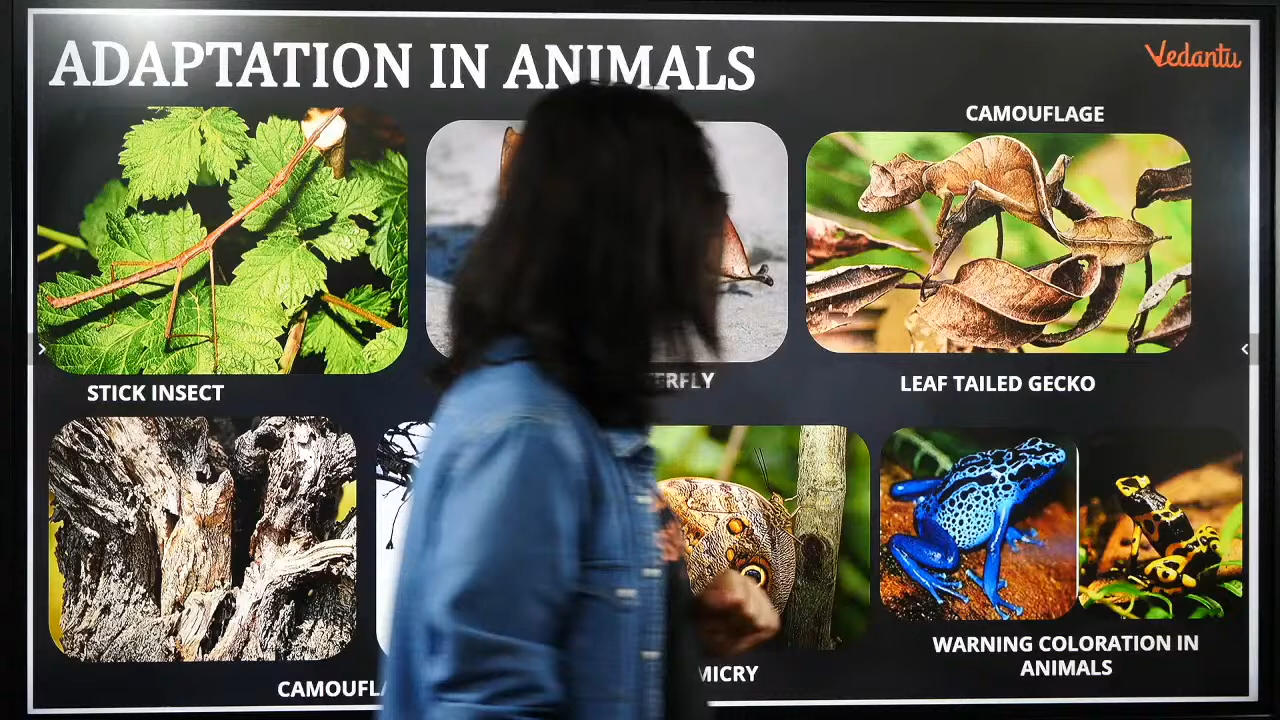 ADAPTATION IN ANIMALS
Vedantu
CAMOUFLAGE
STICK INSECT
LEAF TAILED GECKO
WARNING COLORATION IN
ANIMALS